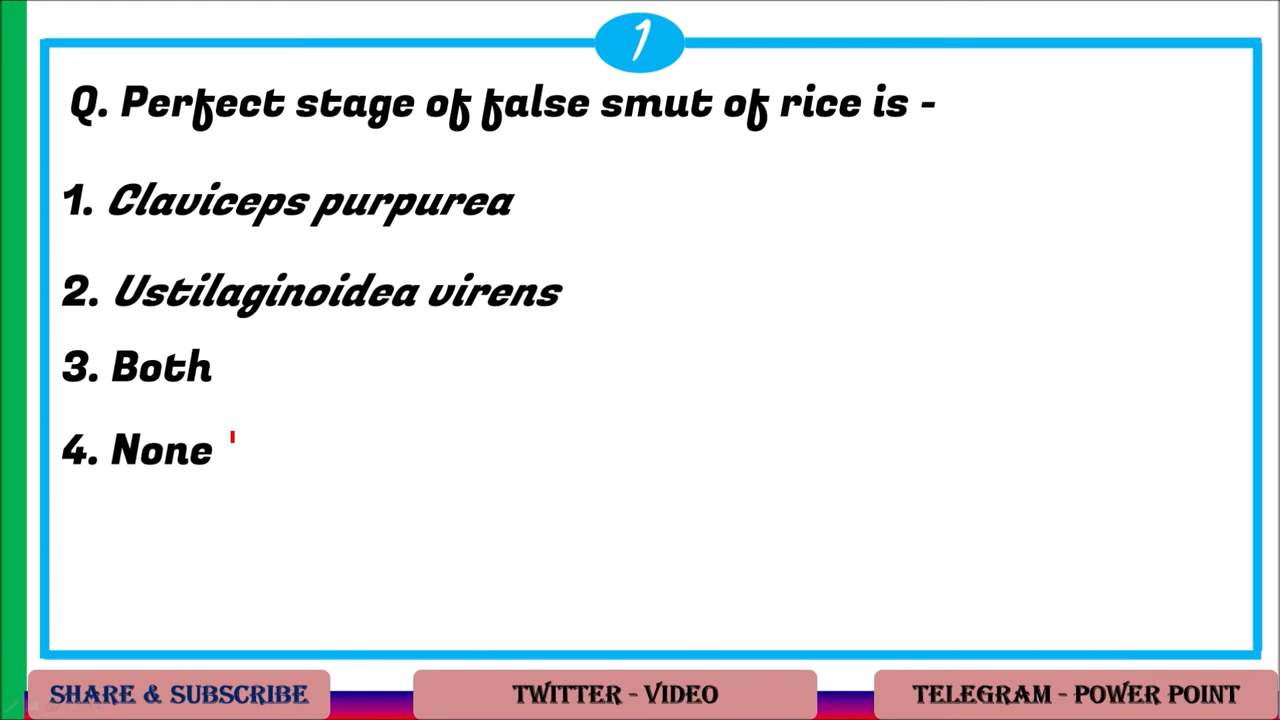 1
Q. Perfect stage of false smut of rice is -
1. Claviceps purpurea
2. Ustilaginoidea virens
3. Both
4. None
SHARE & SUBSCRIBE
TWITTER - VIDEO
TELEGRAM - POWER POINT